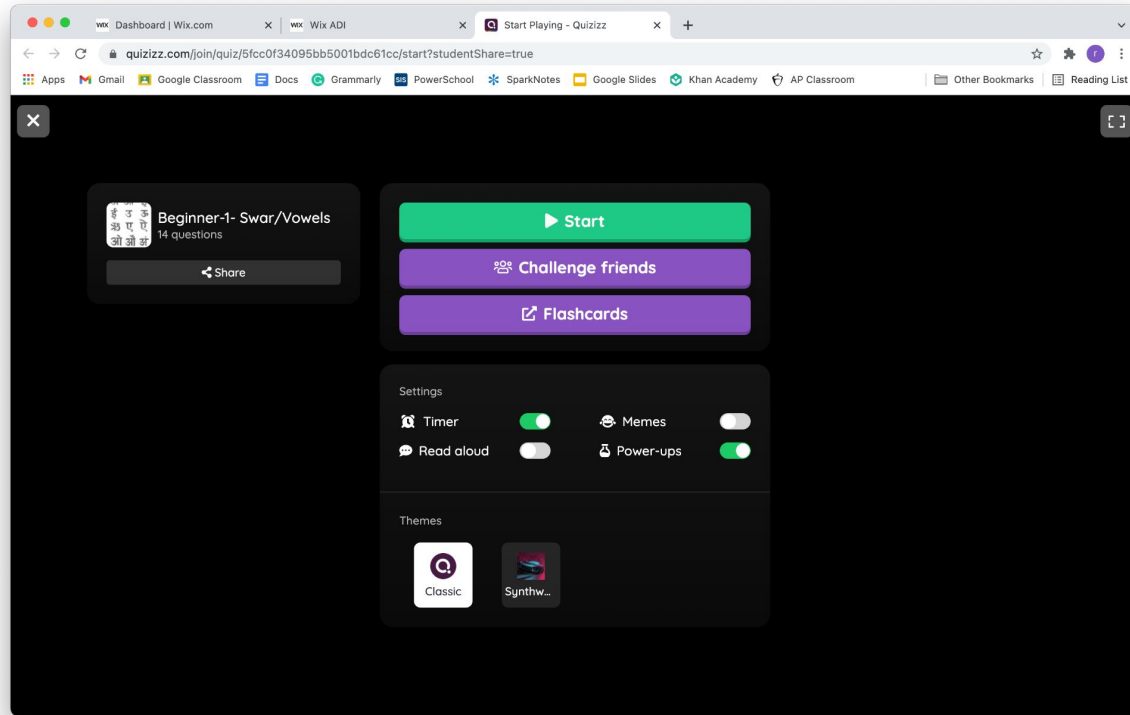 Dashboard | Wix.com
Wix ADI
Start Playing - Quizizz
quizizz.com/join/quiz/5fcc0f34095bb5001bdc61cc/start?studentShare=true
r
Apps Gmail Google Classroom Docs Grammarly SIS PowerSchool SparkNotes Google Slides Khan Academy AP Classroom Other Bookmarks Reading List
ई उ ऊ
ऋ ए ऐ
ओ औ अं
Beginner-1- Swar/Vowels
14 questions
Share
Start
Challenge friends
Flashcards
Settings
Timer
Memes
Read aloud
Power-ups
Themes
Classic
Synthw...